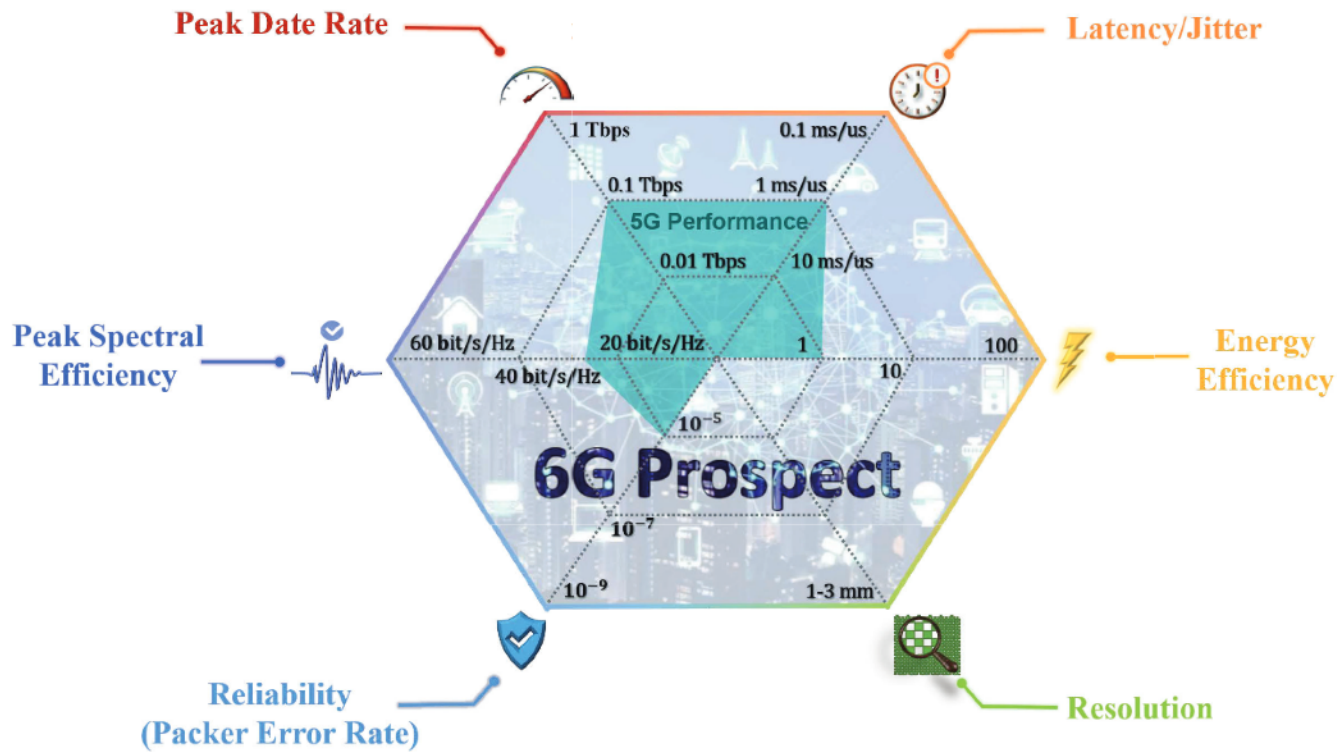 Peak Date Rate
Latency/Jitter
1 Tbps
0.1 ms/us
0.1 Tbps
1 ms/us
5G Performance
0.01 Tbps
10 ms/us
Peak Spectral
Efficiency
60 bit/s/Hz
20 bit/s/Hz
1
100
40 bit/s/Hz
10
Energy
Efficiency
10⁻⁵
6G Prospect
10⁻⁷
10⁻⁹
1-3 mm
Reliability
(Packer Error Rate)
Resolution